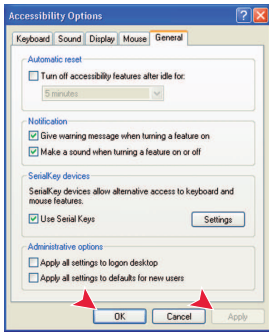 Accessibility Options
Keyboard Sound Display Mouse General
Automatic reset
Turn off accessibility features after idle for:
5 minutes
Notification
Give warning message when turning a feature on
Make a sound when turning a feature on or off
SerialKey devices
SerialKey devices allow alternative access to keyboard and
mouse features.
Use Serial Keys Settings
Administrative options
Apply all settings to logon desktop
Apply all settings to defaults for new users
OK Cancel Apply